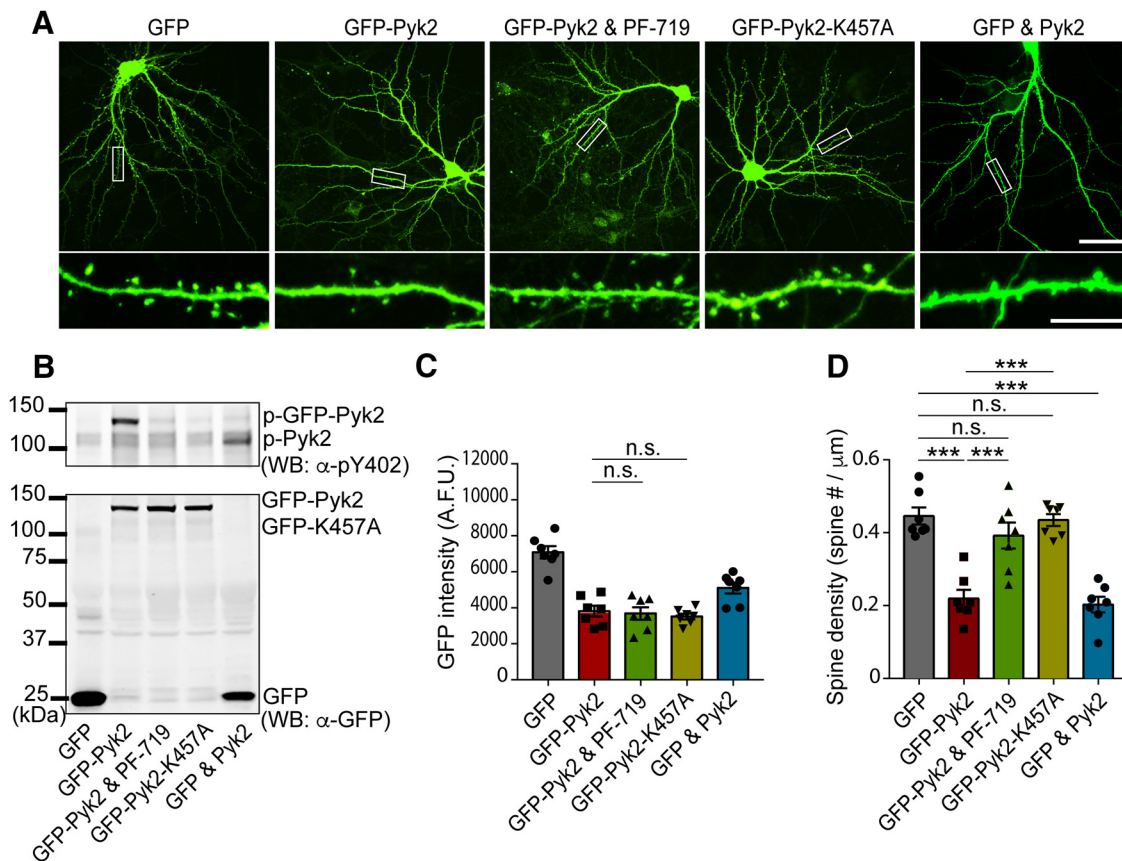 A
GFP
GFP-Pyk2
GFP-Pyk2 & PF-719
GFP-Pyk2-K457A
GFP & Pyk2
B
150
100
p-GFP-Pyk2
p-Pyk2
(WB: α-pY402)
150
100
75
50
37
25
(kDa)
GFP-Pyk2
GFP-K457A
GFP
(WB: α-GFP)
GFP
GFP-Pyk2
GFP-Pyk2 & PF-719
GFP-Pyk2-K457A
GFP & Pyk2
C
GFP intensity (A.F.U.)
12000
10000
8000
6000
4000
2000
0
n.s.
n.s.
GFP
GFP-Pyk2
GFP-Pyk2 & PF-719
GFP-Pyk2-K457A
GFP & Pyk2
D
Spine density (spine # / μm)
0.6
0.4
0.2
0
***
***
n.s.
n.s.
*** ***
GFP
GFP-Pyk2
GFP-Pyk2 & PF-719
GFP-Pyk2-K457A
GFP & Pyk2